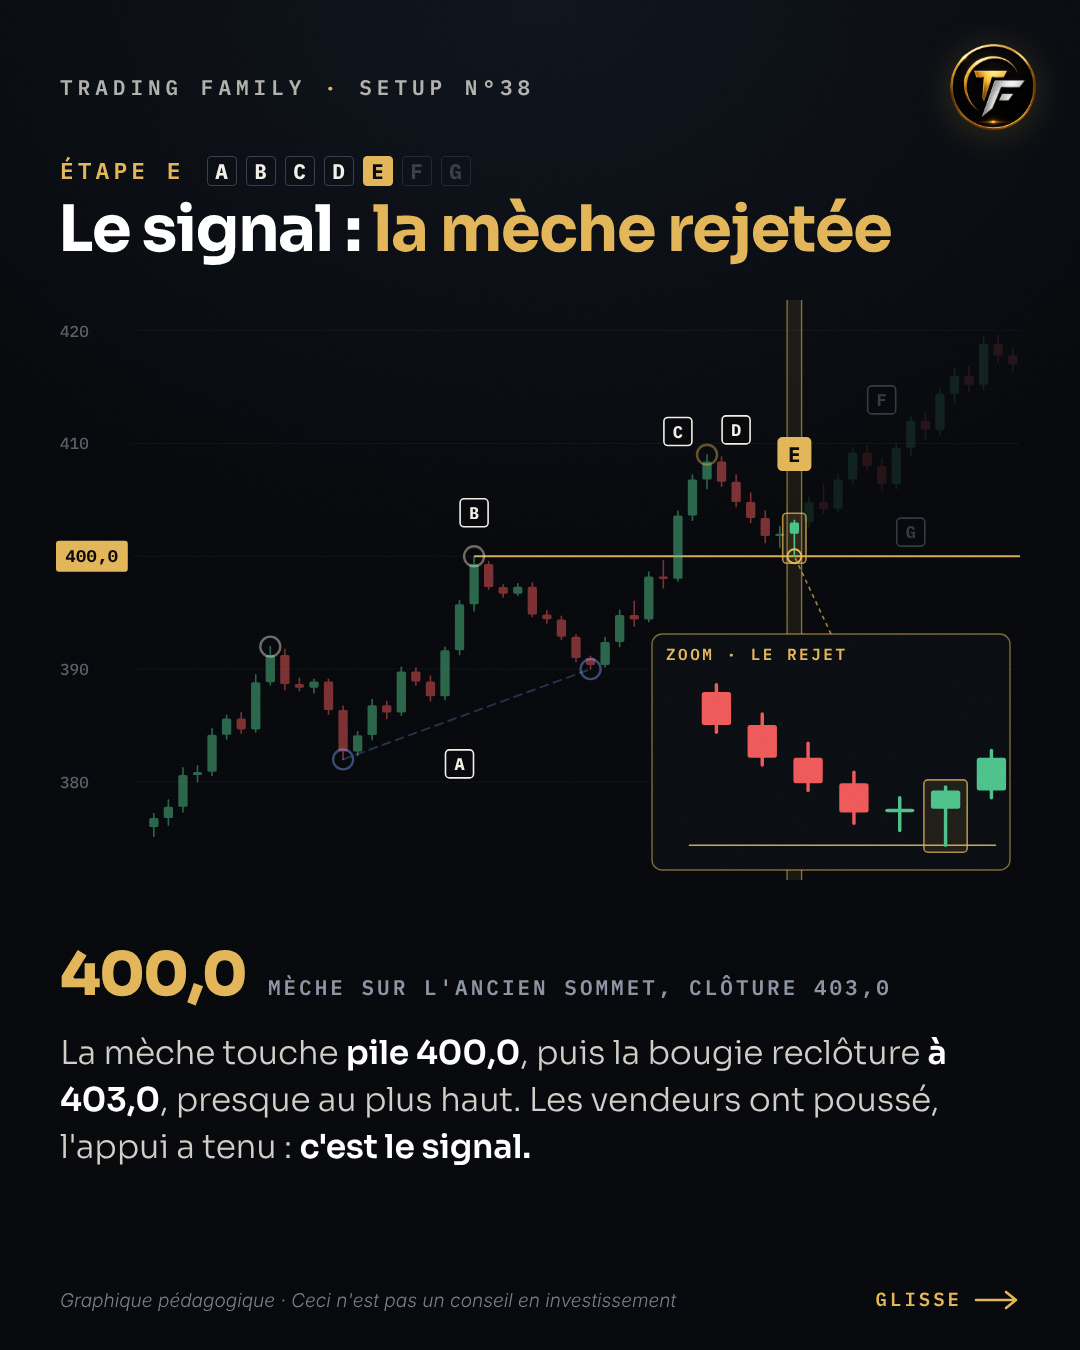 TRADING FAMILY · SETUP N°38
TF
ÉTAPE E A B C D E F G
Le signal : la mèche rejetée
420
410
400,0
390
380
A
B
C
D
E
F
G
ZOOM · LE REJET
400,0 MÈCHE SUR L'ANCIEN SOMMET, CLÔTURE 403,0
La mèche touche pile 400,0, puis la bougie reclôture à
403,0, presque au plus haut. Les vendeurs ont poussé,
l'appui a tenu : c'est le signal.
Graphique pédagogique · Ceci n'est pas un conseil en investissement
GLISSE →